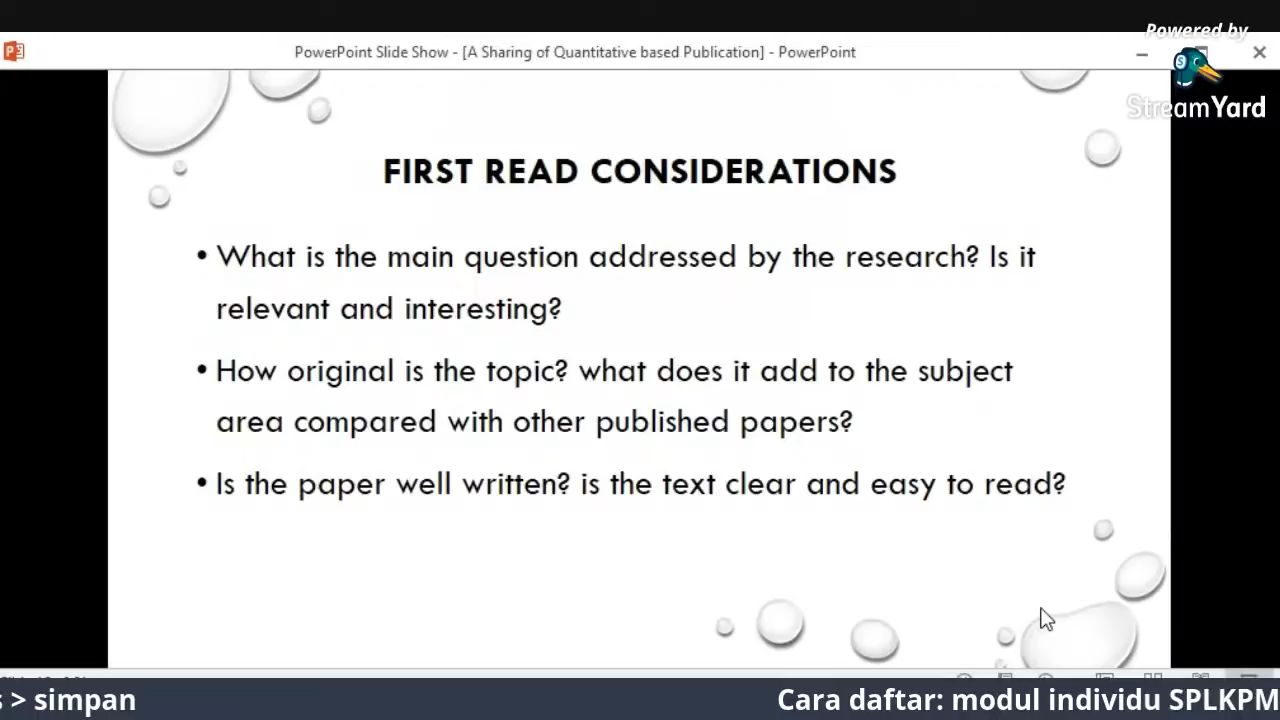 Powered by
PowerPoint Slide Show - [A Sharing of Quantitative based Publication] - PowerPoint
StreamYard
FIRST READ CONSIDERATIONS
• What is the main question addressed by the research? Is it
relevant and interesting?
• How original is the topic? what does it add to the subject
area compared with other published papers?
• Is the paper well written? is the text clear and easy to read?
> simpan
Cara daftar: modul individu SPLKPM